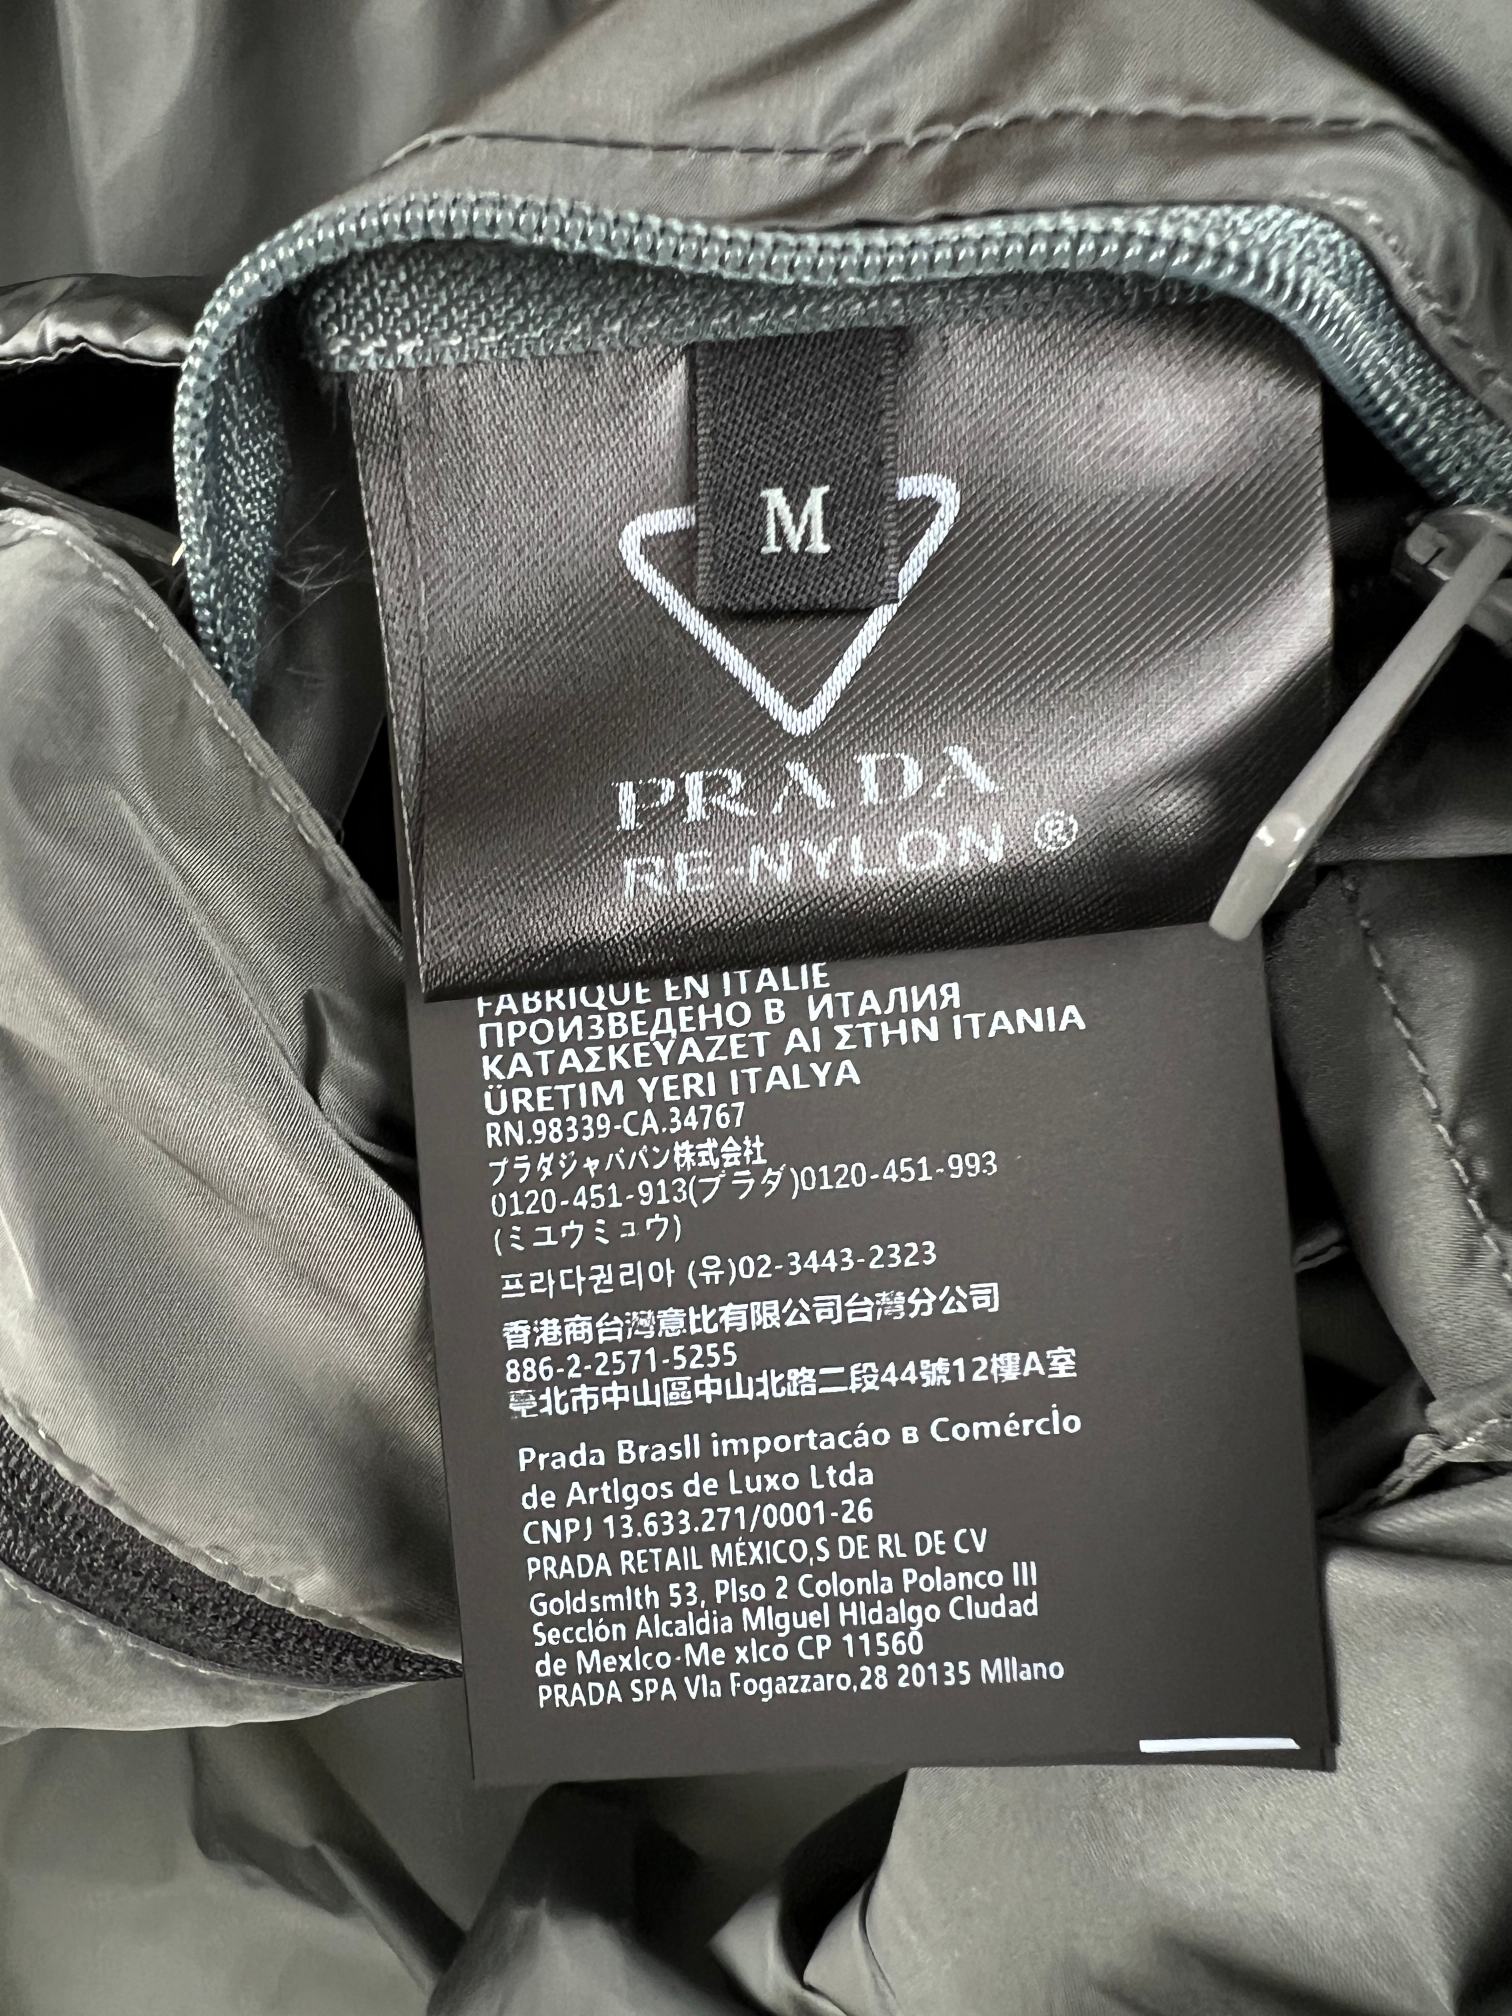 M
PRADA
RE-NYLON ®
FABRIQUE EN ITALIE
ПРОИЗВЕДЕНО В ИТАЛИЯ
ΚΑΤΑΣΚΕΥΑΖΕΤ ΑΙ ΣΤΗΝ ΙΤΑΝΙΑ
ÜRETIM YERI ITALYA
RN.98339-CA.34767
プラダジャババン株式会社
0120-451-913(プラダ)0120-451-993
(ミユウミュウ)
프라다권리아 (유)02-3443-2323
香港商台灣意比有限公司台灣分公司
886-2-2571-5255
北市中山區中山北路二段44號12樓A室
Prada Brasll importacáo в Comércio
de Artlgos de Luxo Ltda
CNPJ 13.633.271/0001-26
PRADA RETAIL MÉXICO,S DE RL DE CV
Goldsmlth 53, Plso 2 Colonla Polanco III
Secclón Alcaldia Mlguel Hldalgo Cludad
de Mexlco-Me xlco CP 11560
PRADA SPA Vla Fogazzaro,28 20135 Mllano